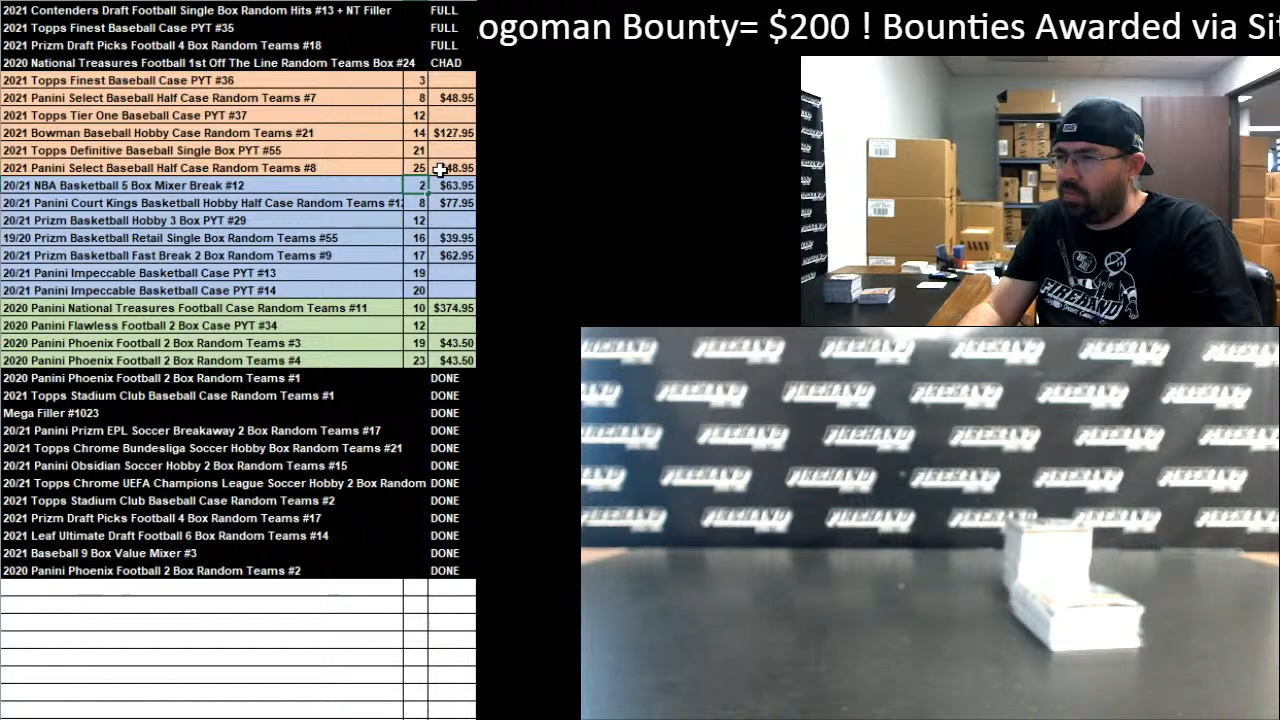 2021 Contenders Draft Football Single Box Random Hits #13 + NT Filler FULL
2021 Topps Finest Baseball Case PYT #35 FULL
2021 Prizm Draft Picks Football 4 Box Random Teams #18 FULL
2020 National Treasures Football 1st Off The Line Random Teams Box #24 CHAD
2021 Topps Finest Baseball Case PYT #36 3
2021 Panini Select Baseball Half Case Random Teams #7 8 $48.95
2021 Topps Tier One Baseball Case PYT #37 12
2021 Bowman Baseball Hobby Case Random Teams #21 14 $127.95
2021 Topps Definitive Baseball Single Box PYT #55 21
2021 Panini Select Baseball Half Case Random Teams #8 25 48.95
20/21 NBA Basketball 5 Box Mixer Break #12 2 $63.95
20/21 Panini Court Kings Basketball Hobby Half Case Random Teams #12 8 $77.95
20/21 Prizm Basketball Hobby 3 Box PYT #29 12
19/20 Prizm Basketball Retail Single Box Random Teams #55 16 $39.95
20/21 Prizm Basketball Fast Break 2 Box Random Teams #9 17 $62.95
20/21 Panini Impeccable Basketball Case PYT #13 19
20/21 Panini Impeccable Basketball Case PYT #14 20
2020 Panini National Treasures Football Case Random Teams #11 10 $374.95
2020 Panini Flawless Football 2 Box Case PYT #34 12
2020 Panini Phoenix Football 2 Box Random Teams #3 19 $43.50
2020 Panini Phoenix Football 2 Box Random Teams #4 23 $43.50
2020 Panini Phoenix Football 2 Box Random Teams #1 DONE
2021 Topps Stadium Club Baseball Case Random Teams #1 DONE
Mega Filler #1023 DONE
20/21 Panini Prizm EPL Soccer Breakaway 2 Box Random Teams #17 DONE
20/21 Topps Chrome Bundesliga Soccer Hobby Box Random Teams #21 DONE
20/21 Panini Obsidian Soccer Hobby 2 Box Random Teams #15 DONE
20/21 Topps Chrome UEFA Champions League Soccer Hobby 2 Box Random DONE
2021 Topps Stadium Club Baseball Case Random Teams #2 DONE
2021 Prizm Draft Picks Football 4 Box Random Teams #17 DONE
2021 Leaf Ultimate Draft Football 6 Box Random Teams #14 DONE
2021 Baseball 9 Box Value Mixer #3 DONE
2020 Panini Phoenix Football 2 Box Random Teams #2 DONE
ogoman Bounty= $200 ! Bounties Awarded via Sit
FIREHAND